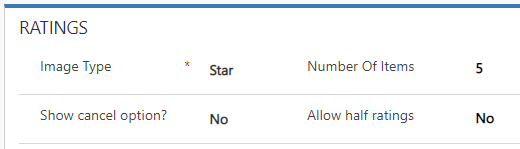 RATINGS
Image Type * Star Number Of Items 5
Show cancel option? No Allow half ratings No